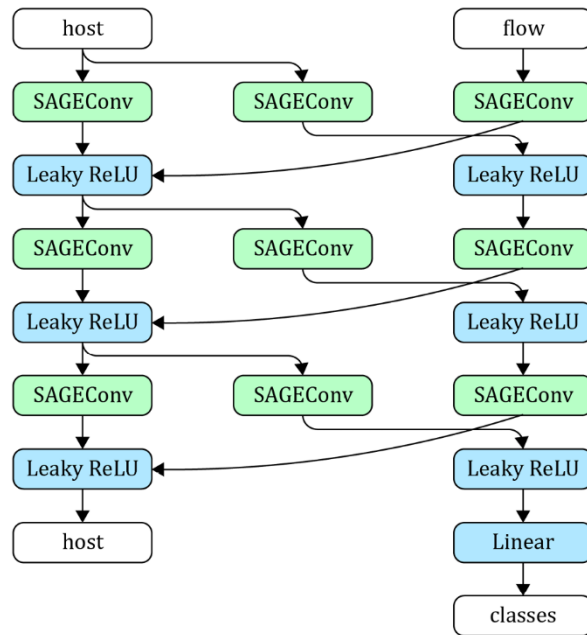 host
flow
SAGEConv
SAGEConv
SAGEConv
Leaky ReLU
Leaky ReLU
SAGEConv
SAGEConv
SAGEConv
Leaky ReLU
Leaky ReLU
SAGEConv
SAGEConv
SAGEConv
Leaky ReLU
Leaky ReLU
host
Linear
classes